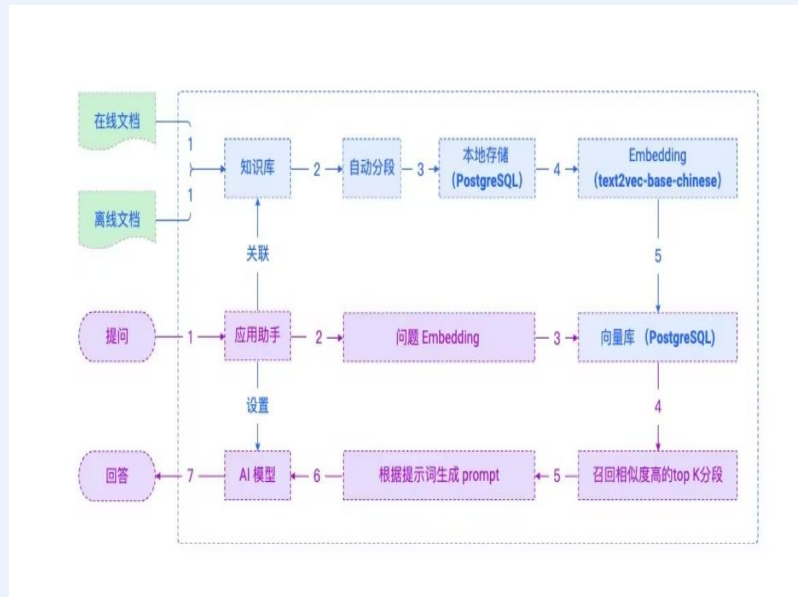 在线文档
1
知识库
2
自动分段
3
本地存储
(PostgreSQL)
4
Embedding
(text2vec-base-chinese)
1
离线文档
关联
5
提问
1
应用助手
2
问题 Embedding
3
向量库 (PostgreSQL)
设置
4
回答
7
AI 模型
6
根据提示词生成 prompt
5
召回相似度高的top K分段